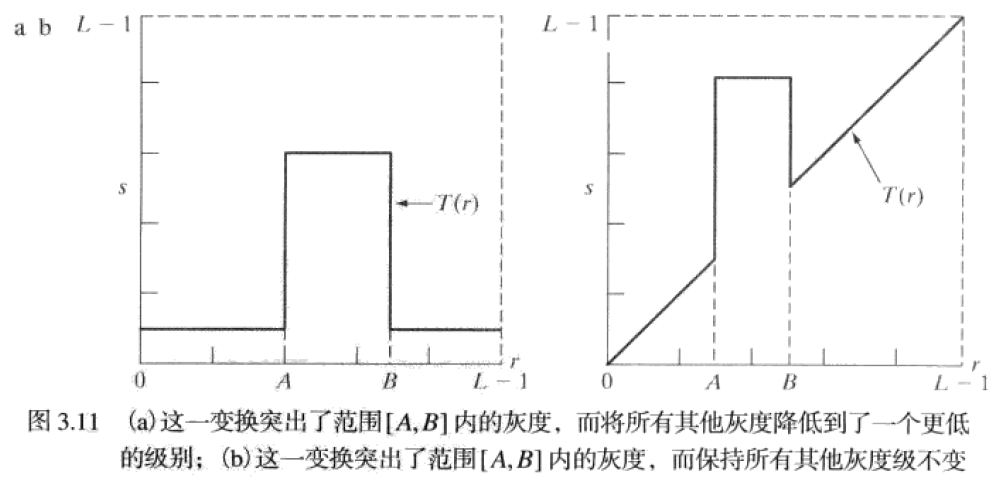 a b
L − 1
s
T(r)
0
A
B
L − 1
r
L − 1
s
T(r)
0
A
B
L − 1
r
图 3.11 (a)这一变换突出了范围[A,B]内的灰度，而将所有其他灰度降低到了一个更低
的级别；(b)这一变换突出了范围[A,B]内的灰度，而保持所有其他灰度级不变